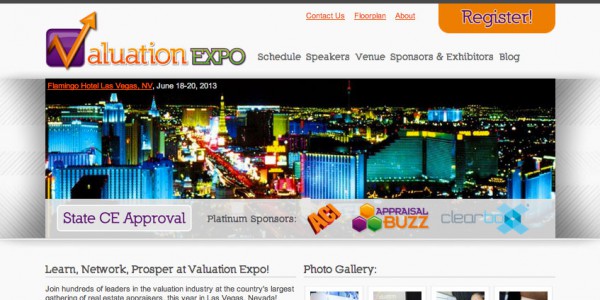 Contact Us Floorplan About
Register!
Valuation EXPO
Schedule Speakers Venue Sponsors & Exhibitors Blog
Flamingo Hotel Las Vegas, NV, June 18-20, 2013
State CE Approval
Platinum Sponsors:
ACI
APPRAISAL
BUZZ
clearbox
Learn, Network, Prosper at Valuation Expo!
Photo Gallery:
Join hundreds of leaders in the valuation industry at the country's largest
gathering of real estate appraisers, this year in Las Vegas, Nevada!